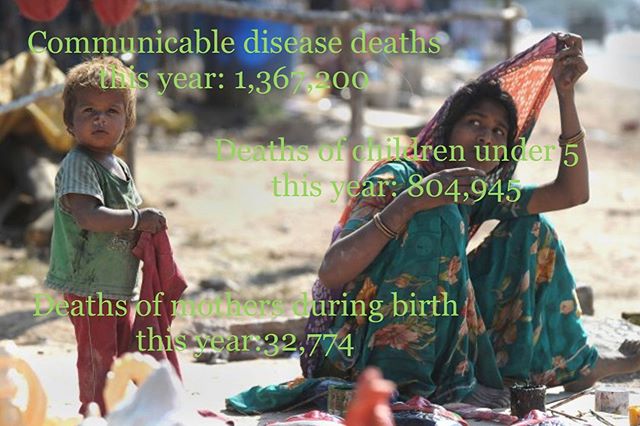 Communicable disease deaths
this year: 1,367,200
Deaths of children under 5
this year: 804,945
Deaths of mothers during birth
this year:32,774